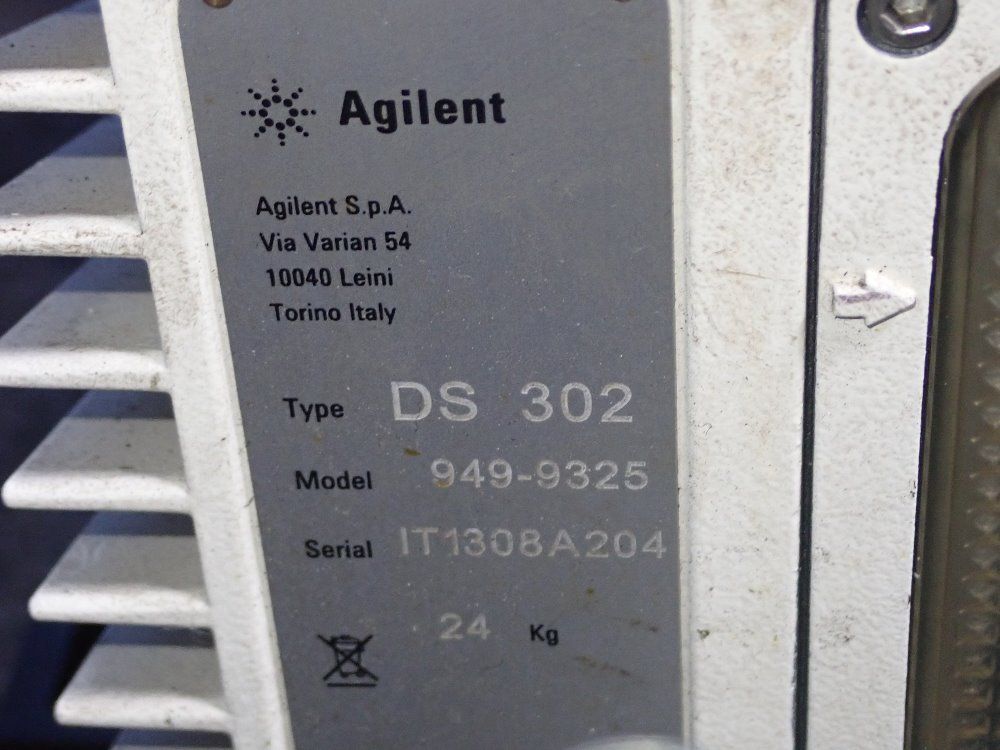 Agilent
Agilent S.p.A.
Via Varian 54
10040 Leini
Torino Italy
Type DS 302
Model 949-9325
Serial IT1308A204
24 Kg